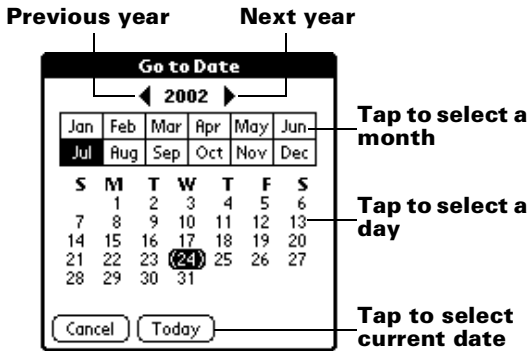 Previous year Next year
Go to Date
2002
Jan Feb Mar Apr May Jun
Jul Aug Sep Oct Nov Dec
Tap to select a
month
S M T W T F S
1 2 3 4 5 6
7 8 9 10 11 12 13
14 15 16 17 18 19 20
21 22 23 24 25 26 27
28 29 30 31
Tap to select a
day
Cancel Today
Tap to select
current date